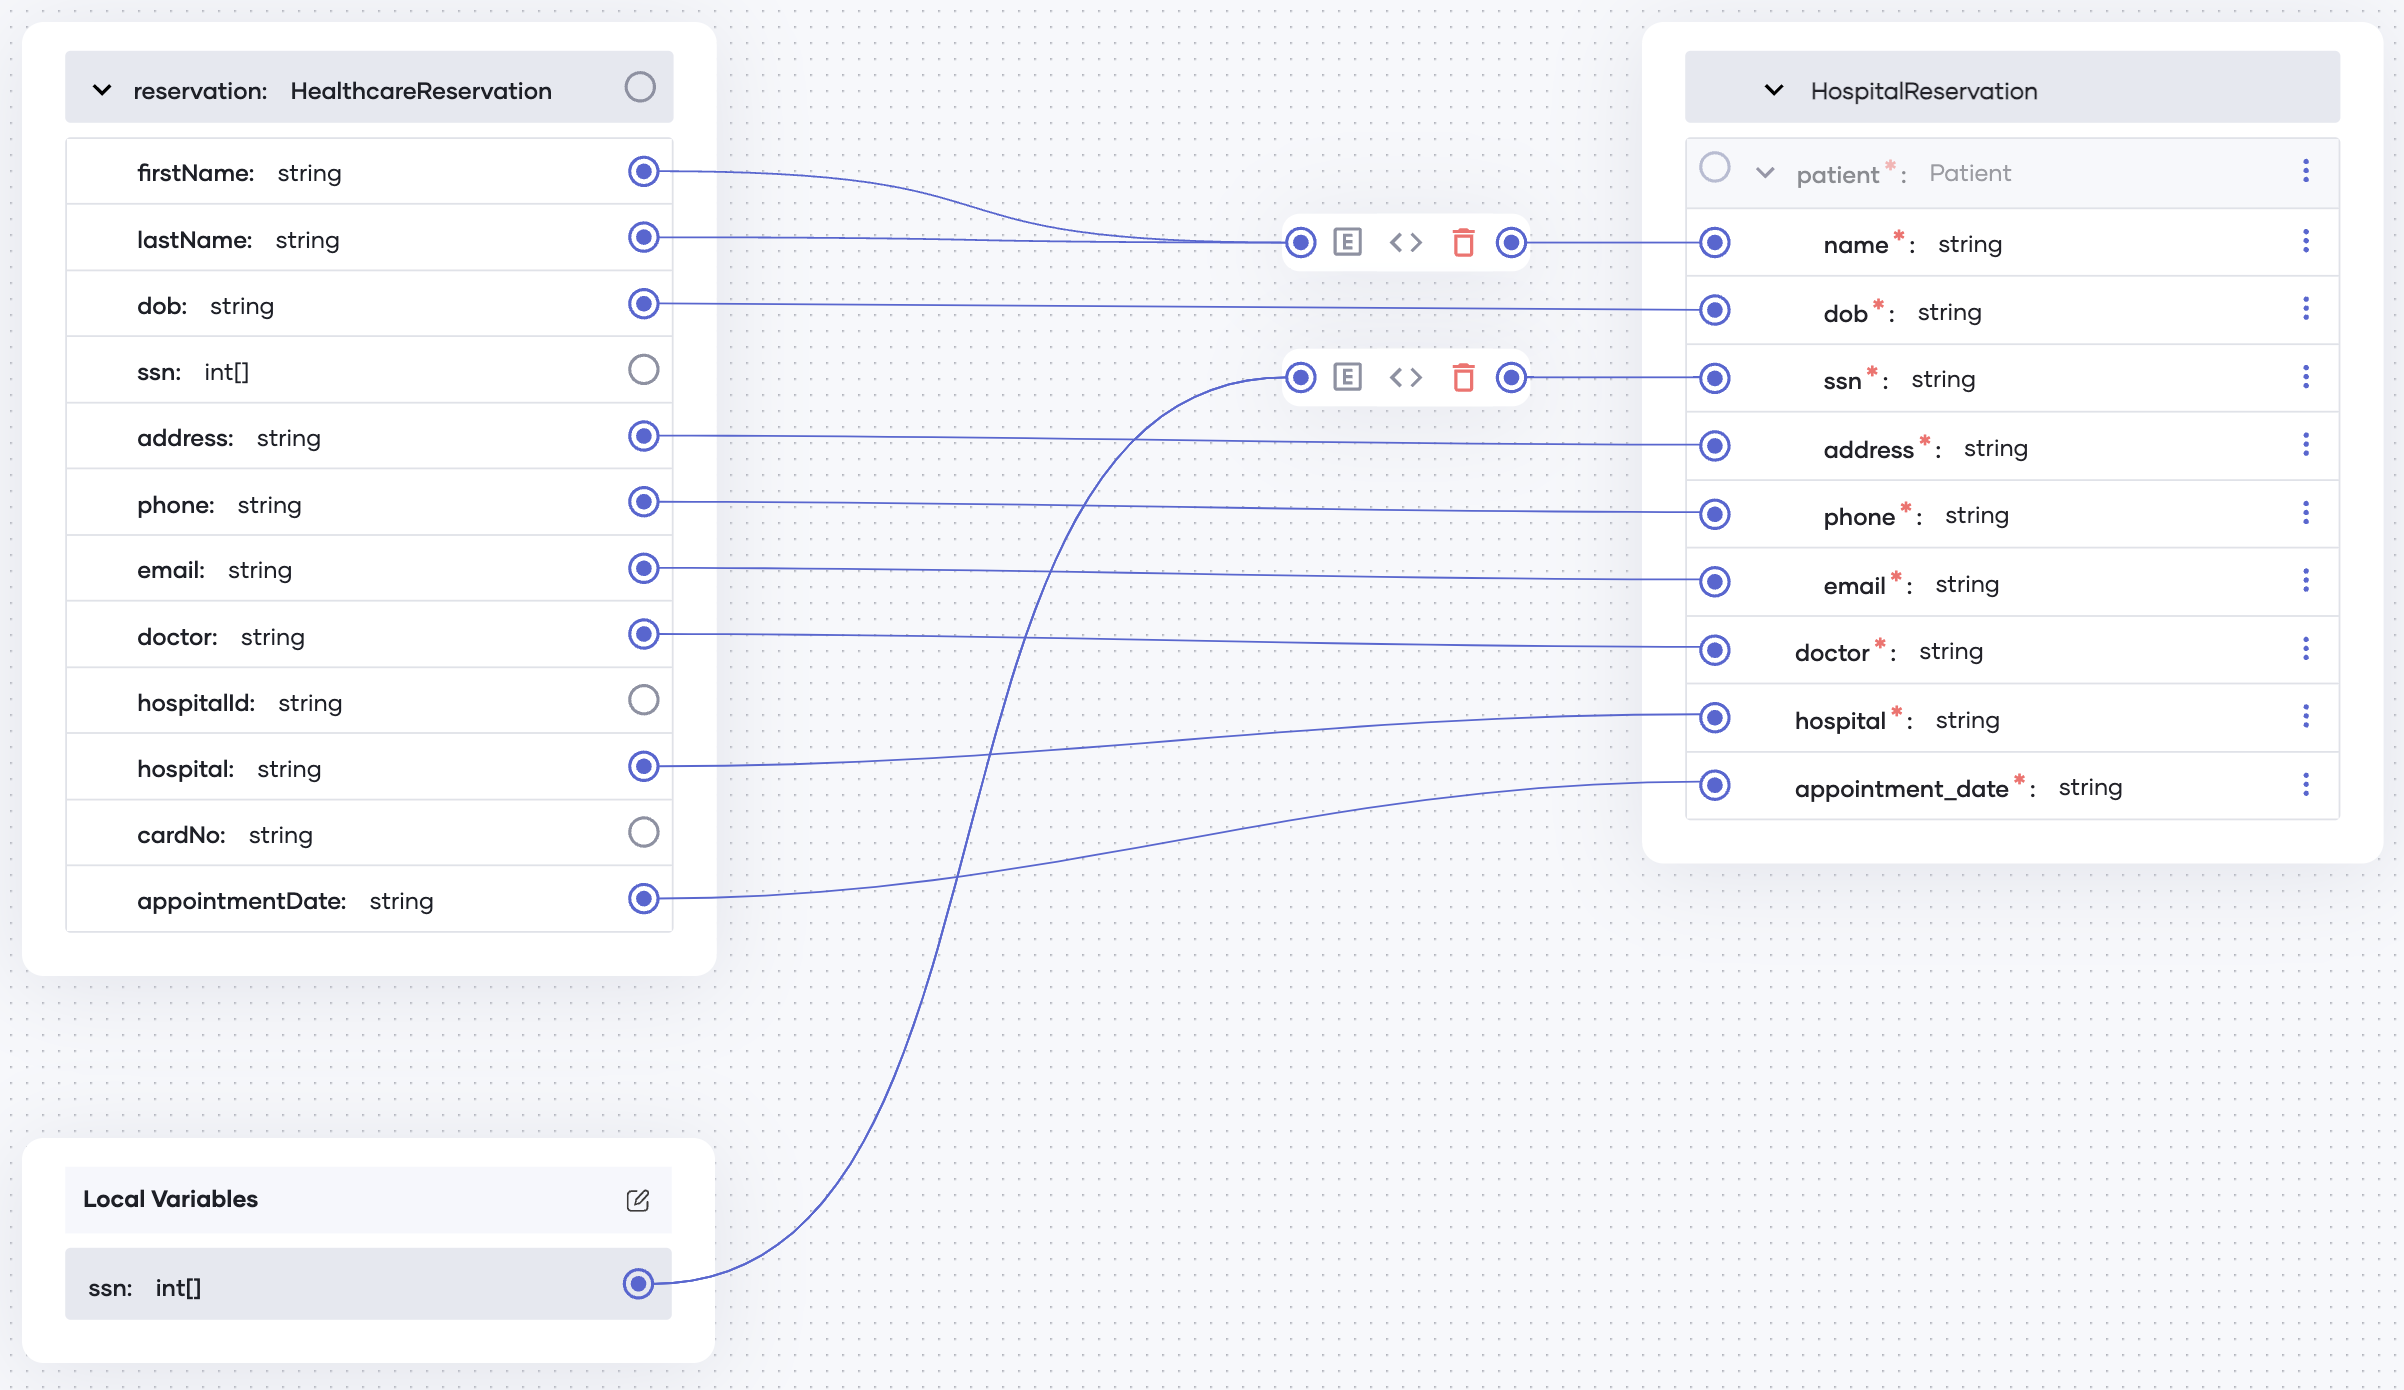 reservation: HealthcareReservation
firstName: string
lastName: string
dob: string
ssn: int[]
address: string
phone: string
email: string
doctor: string
hospitalId: string
hospital: string
cardNo: string
appointmentDate: string
Local Variables
ssn: int[]
E
E
HospitalReservation
patient*: Patient
name*: string
dob*: string
ssn*: string
address*: string
phone*: string
email*: string
doctor*: string
hospital*: string
appointment_date*: string